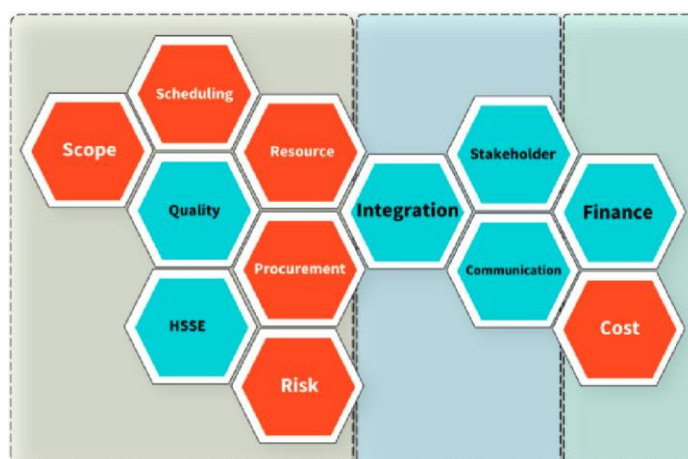 Scheduling
Scope
Resource
Quality
Procurement
HSSE
Risk
Integration
Stakeholder
Communication
Finance
Cost